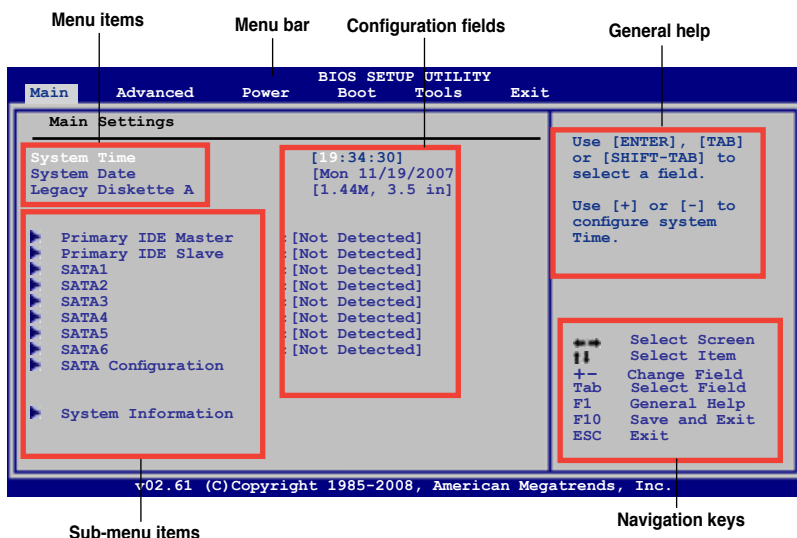 Menu items Menu bar Configuration fields General help
BIOS SETUP UTILITY
Main Advanced Power Boot Tools Exit
Main Settings
System Time [19:34:30]
System Date [Mon 11/19/2007
Legacy Diskette A [1.44M, 3.5 in]
Primary IDE Master :[Not Detected]
Primary IDE Slave :[Not Detected]
SATA1 :[Not Detected]
SATA2 :[Not Detected]
SATA3 :[Not Detected]
SATA4 :[Not Detected]
SATA5 :[Not Detected]
SATA6 :[Not Detected]
SATA Configuration
System Information
Use [ENTER], [TAB]
or [SHIFT-TAB] to
select a field.
Use [+] or [-] to
configure system
Time.
Select Screen
Select Item
+- Change Field
Tab Select Field
F1 General Help
F10 Save and Exit
ESC Exit
v02.61 (C)Copyright 1985-2008, American Megatrends, Inc.
Sub-menu items Navigation keys